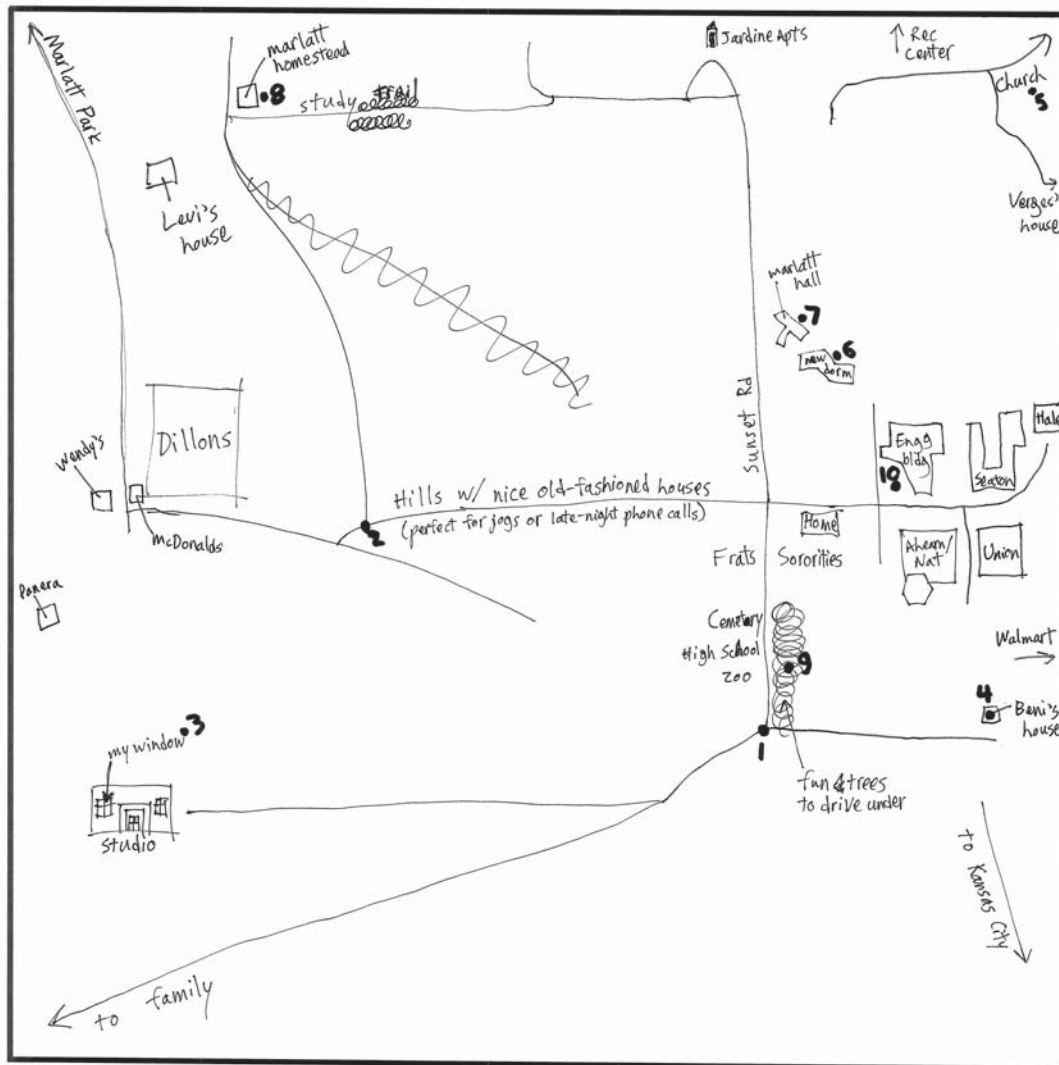 Marlatt Park
marlatt
homestead
8
study trail
Jardine Apts
Rec
Center
Church
5
Verges'
house
Levi's
house
marlatt
hall
7
6
new dorm
Sunset Rd
Dillons
Wendy's
McDonalds
Hills w/ nice old-fashioned houses
(perfect for jogs or late-night phone calls)
2
Engg
bldg
10
Seaton
Hale
Home
Ahearn/
Nat
Union
Frats Sororities
Panera
Cemetary
High School
Zoo
9
Walmart
4
Beni's
house
1
my window
3
studio
fun trees
to drive under
to Kansas City
to family